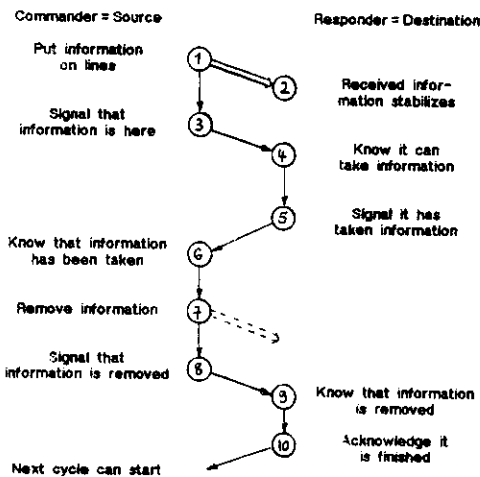 Commander = Source
Responder = Destination
Put information
on lines
1
2
Received infor-
mation stabilizes
Signal that
information is here
3
4
Know it can
take information
5
Signal it has
taken information
Know that information
has been taken
6
Remove information
7
Signal that
information is removed
8
9
Know that information
is removed
10
Acknowledge it
is finished
Next cycle can start